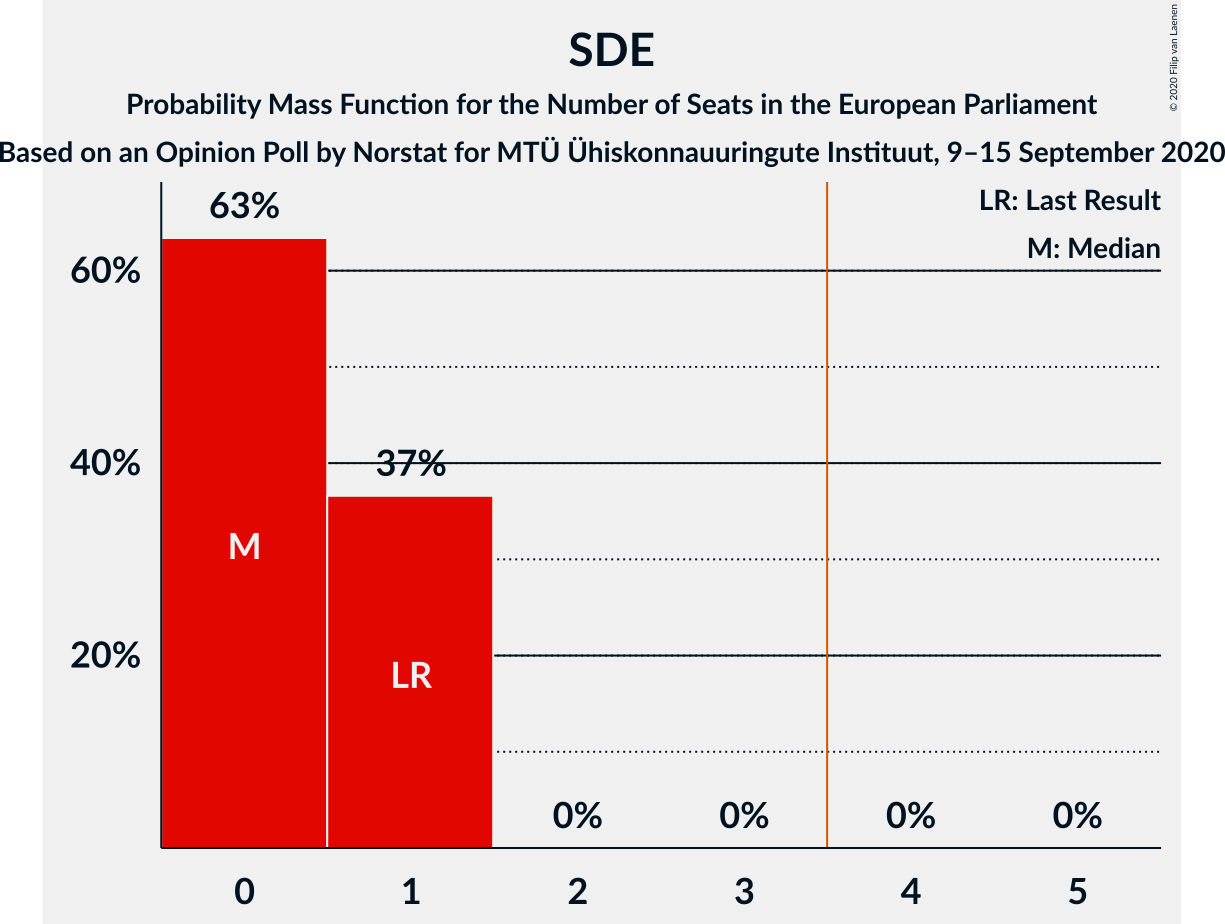 SDE
Probability Mass Function for the Number of Seats in the European Parliament
Based on an Opinion Poll by Norstat for MTÜ Ühiskonnauuringute Instituut, 9–15 September 2020
© 2020 Filip van Laenen
LR: Last Result
M: Median
63%
60%
40%
37%
M
LR
20%
0% 0% 0% 0%
0 1 2 3 4 5